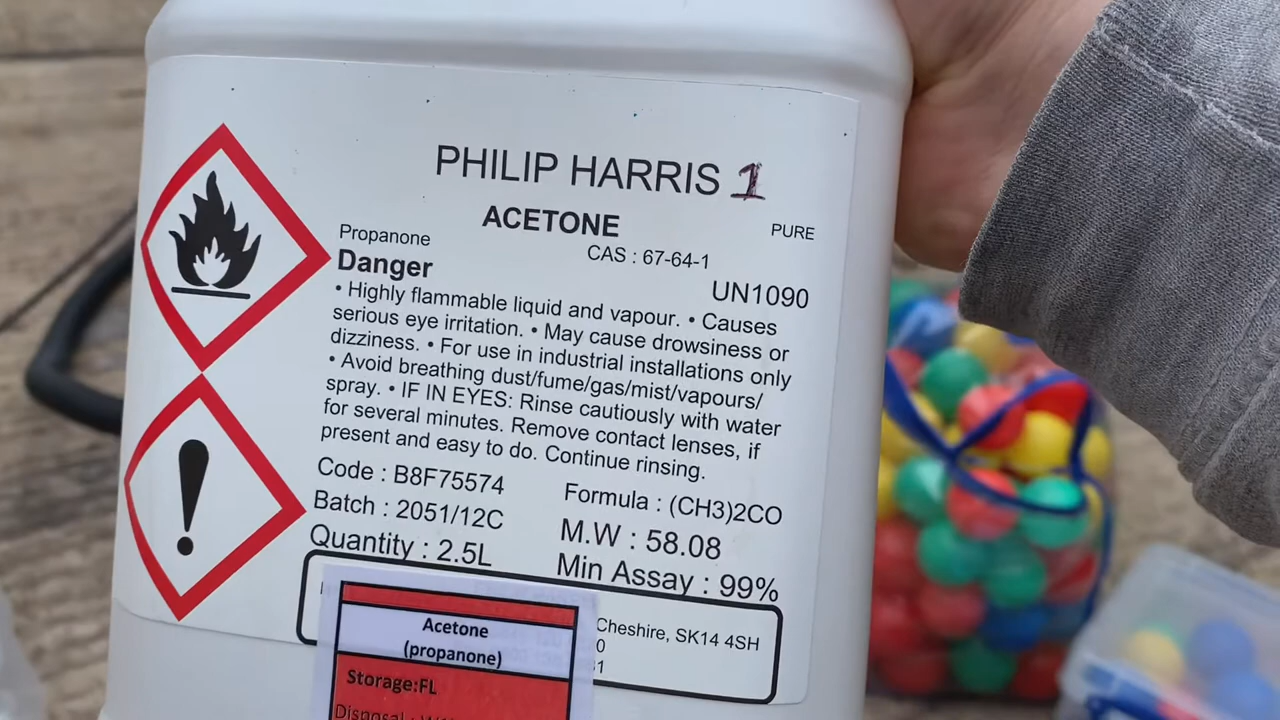 PHILIP HARRIS 1
ACETONE
PURE
Propanone
CAS : 67-64-1
Danger
UN1090
• Highly flammable liquid and vapour. • Causes
serious eye irritation. • May cause drowsiness or
dizziness. • For use in industrial installations only
• Avoid breathing dust/fume/gas/mist/vapours/
spray. • IF IN EYES: Rinse cautiously with water
for several minutes. Remove contact lenses, if
present and easy to do. Continue rinsing.
Code : B8F75574
Formula : (CH3)2CO
Batch : 2051/12C
M.W : 58.08
Quantity : 2.5L
Min Assay : 99%
Cheshire, SK14 4SH
Acetone
(propanone)
Storage:FL
Disposal :